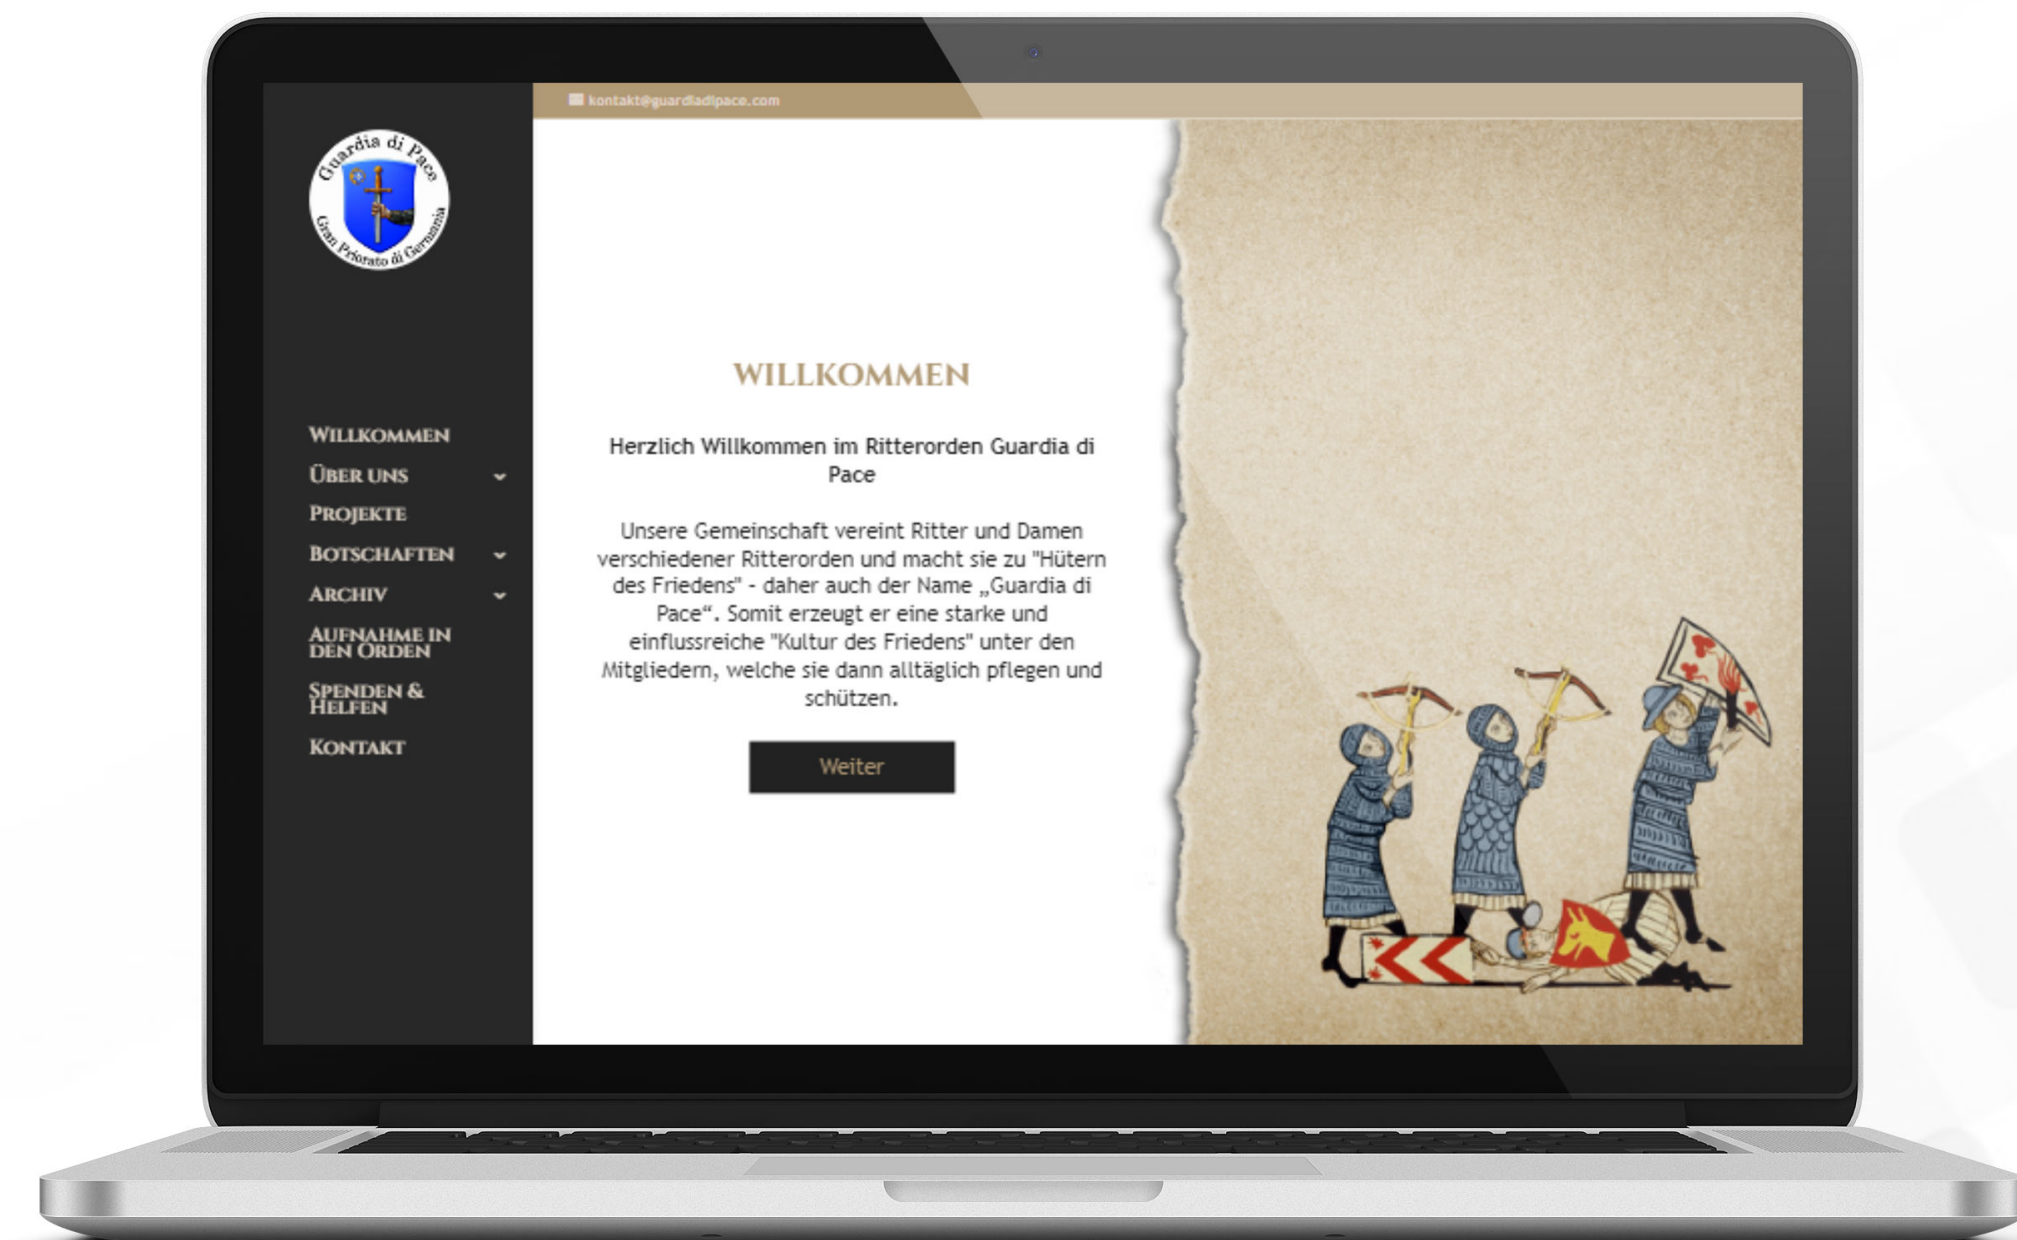 kontakt@guardiadipace.com
Guardia di Pace
Gran Priorato di Germania
WILLKOMMEN
ÜBER UNS
PROJEKTE
BOTSCHAFTEN
ARCHIV
AUFNAHME IN
DEN ORDEN
SPENDEN &
HELFEN
KONTAKT
WILLKOMMEN
Herzlich Willkommen im Ritterorden Guardia di
Pace
Unsere Gemeinschaft vereint Ritter und Damen
verschiedener Ritterorden und macht sie zu "Hütern
des Friedens" - daher auch der Name „Guardia di
Pace“. Somit erzeugt er eine starke und
einflussreiche "Kultur des Friedens" unter den
Mitgliedern, welche sie dann alltäglich pflegen und
schützen.
Weiter